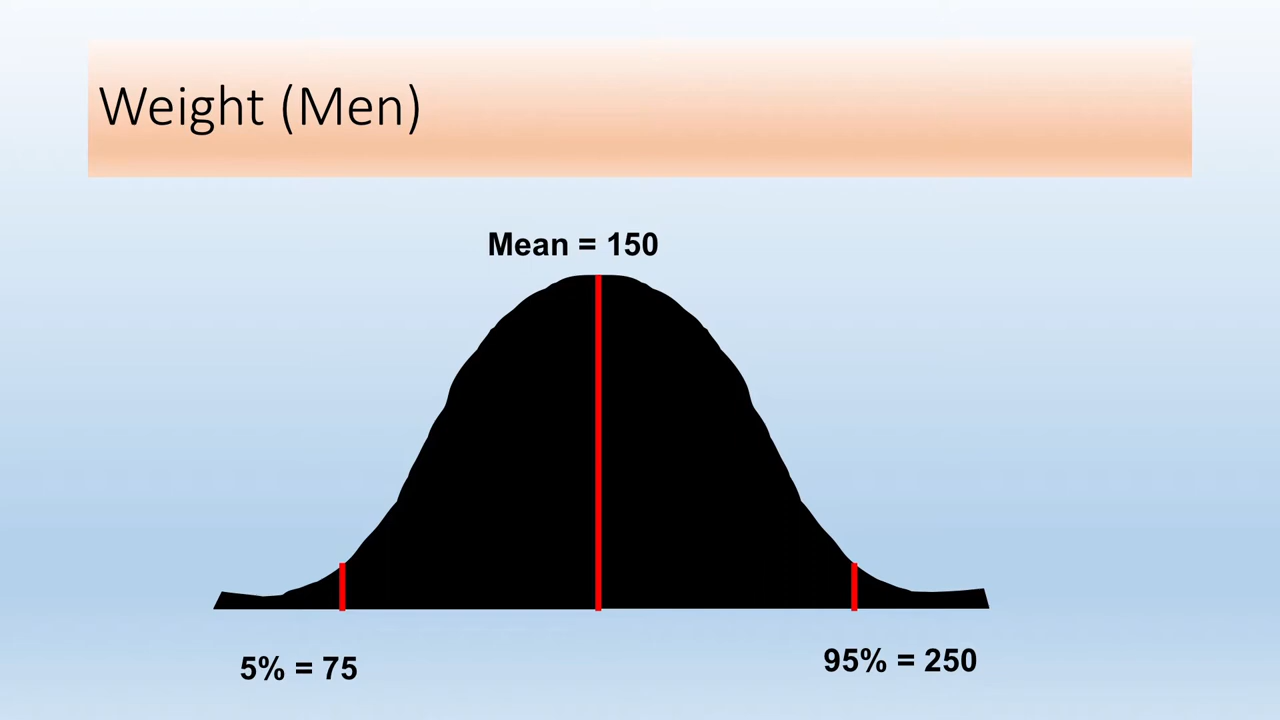 Weight (Men)
Mean = 150
5% = 75
95% = 250